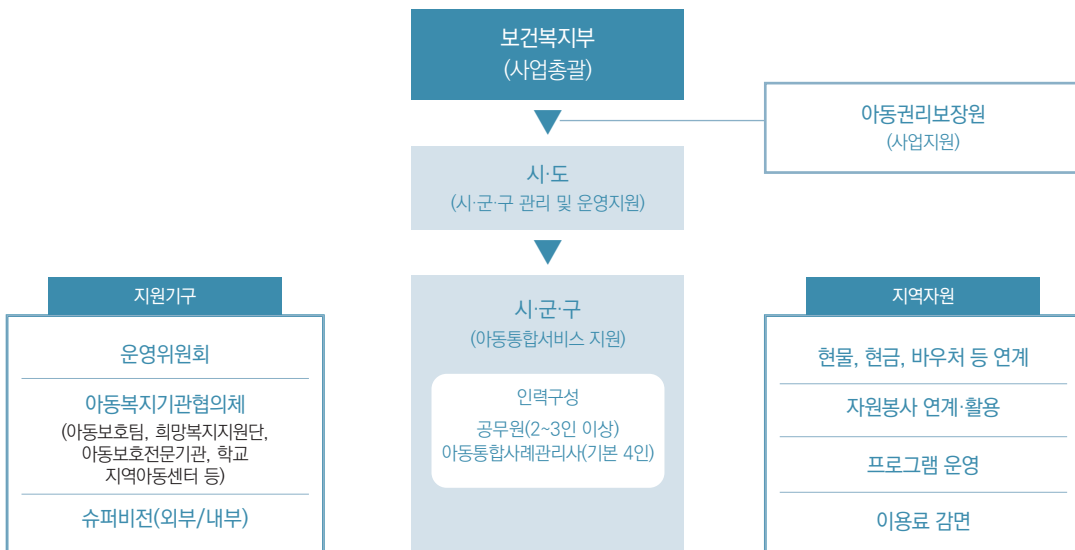 보건복지부
(사업총괄)
아동권리보장원
(사업지원)
시·도
(시·군·구 관리 및 운영지원)
지원기구
운영위원회
아동복지기관협의체
(아동보호팀, 희망복지지원단,
아동보호전문기관, 학교
지역아동센터 등)
슈퍼비전(외부/내부)
시·군·구
(아동통합서비스 지원)
인력구성
공무원(2~3인 이상)
아동통합사례관리사(기본 4인)
지역자원
현물, 현금, 바우처 등 연계
자원봉사 연계·활용
프로그램 운영
이용료 감면